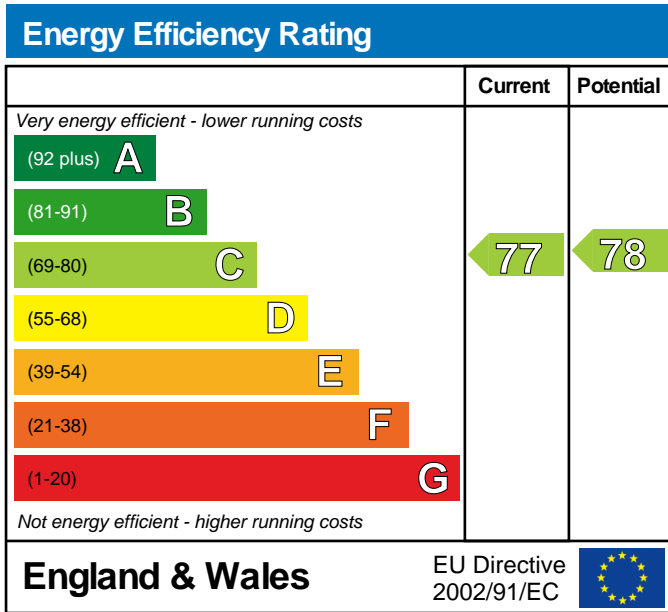 Energy Efficiency Rating
Current Potential
Very energy efficient - lower running costs
(92 plus) A
(81-91) B
(69-80) C 77 78
(55-68) D
(39-54) E
(21-38) F
(1-20) G
Not energy efficient - higher running costs
England & Wales
EU Directive
2002/91/EC